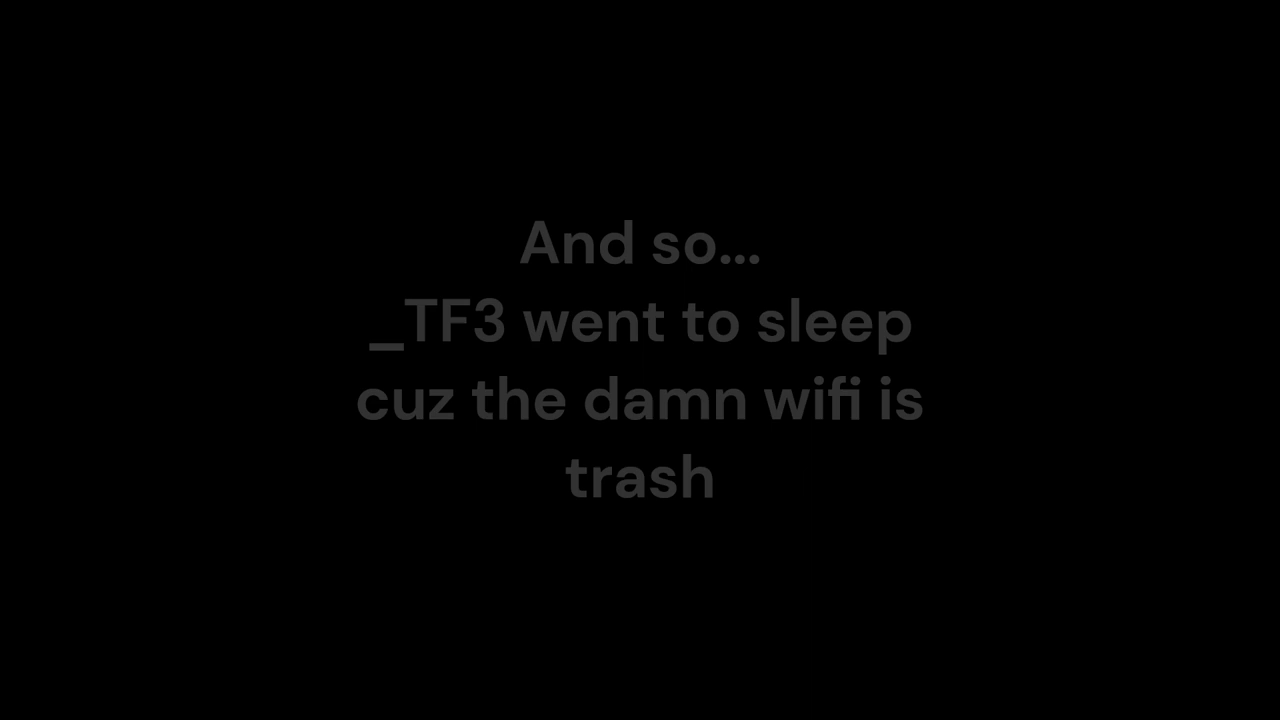 And so...
_TF3 went to sleep
cuz the damn wifi is
trash